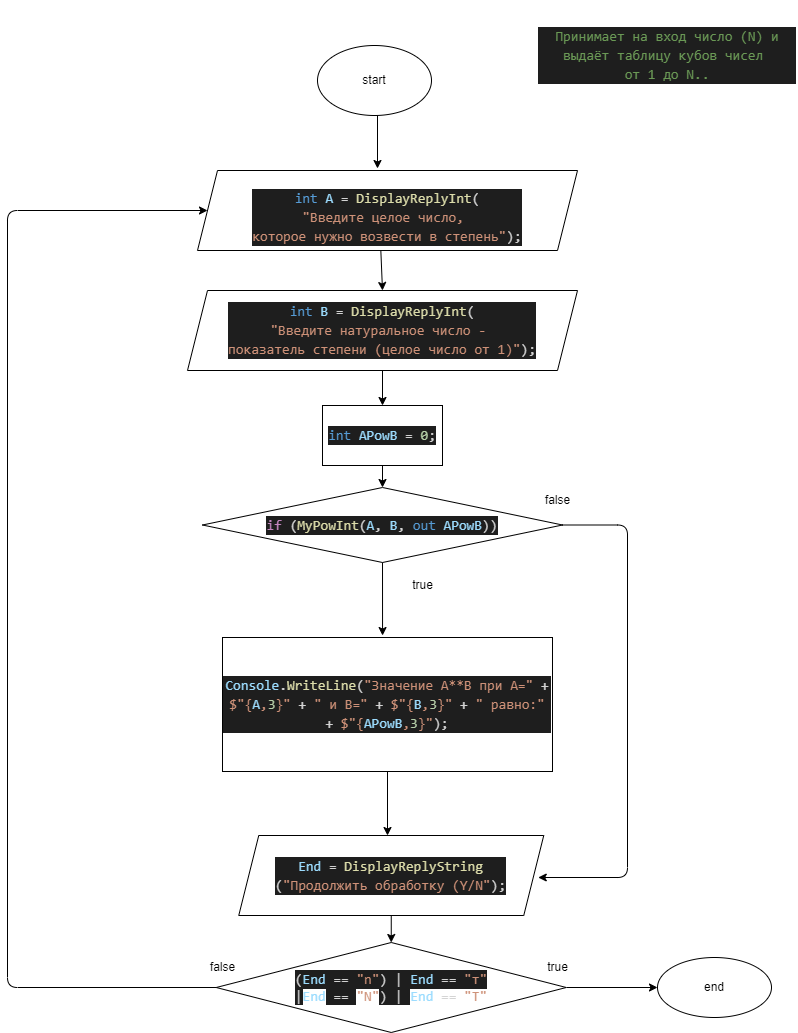 Принимает на вход число (N) и
выдаёт таблицу кубов чисел
от 1 до N..
start
int A = DisplayReplyInt(
"Введите целое число,
которое нужно возвести в степень");
int B = DisplayReplyInt(
"Введите натуральное число -
показатель степени (целое число от 1)");
int APowB = 0;
false
if (MyPowInt(A, B, out APowB))
true
Console.WriteLine("Значение A**B при A=" +
$"{A,3}" + " и B=" + $"{B,3}" + " равно:"
+ $"{APowB,3}");
End = DisplayReplyString
("Продолжить обработку (Y/N");
false
true
(End == "n") | End == "т"
|End == "N") | End == "Т"
end